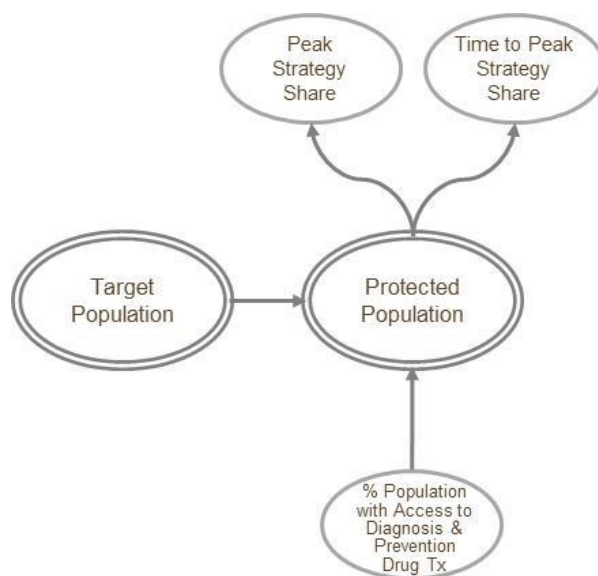 Peak
Strategy
Share
Time to Peak
Strategy
Share
Target
Population
Protected
Population
% Population
with Access to
Diagnosis &
Prevention
Drug Tx